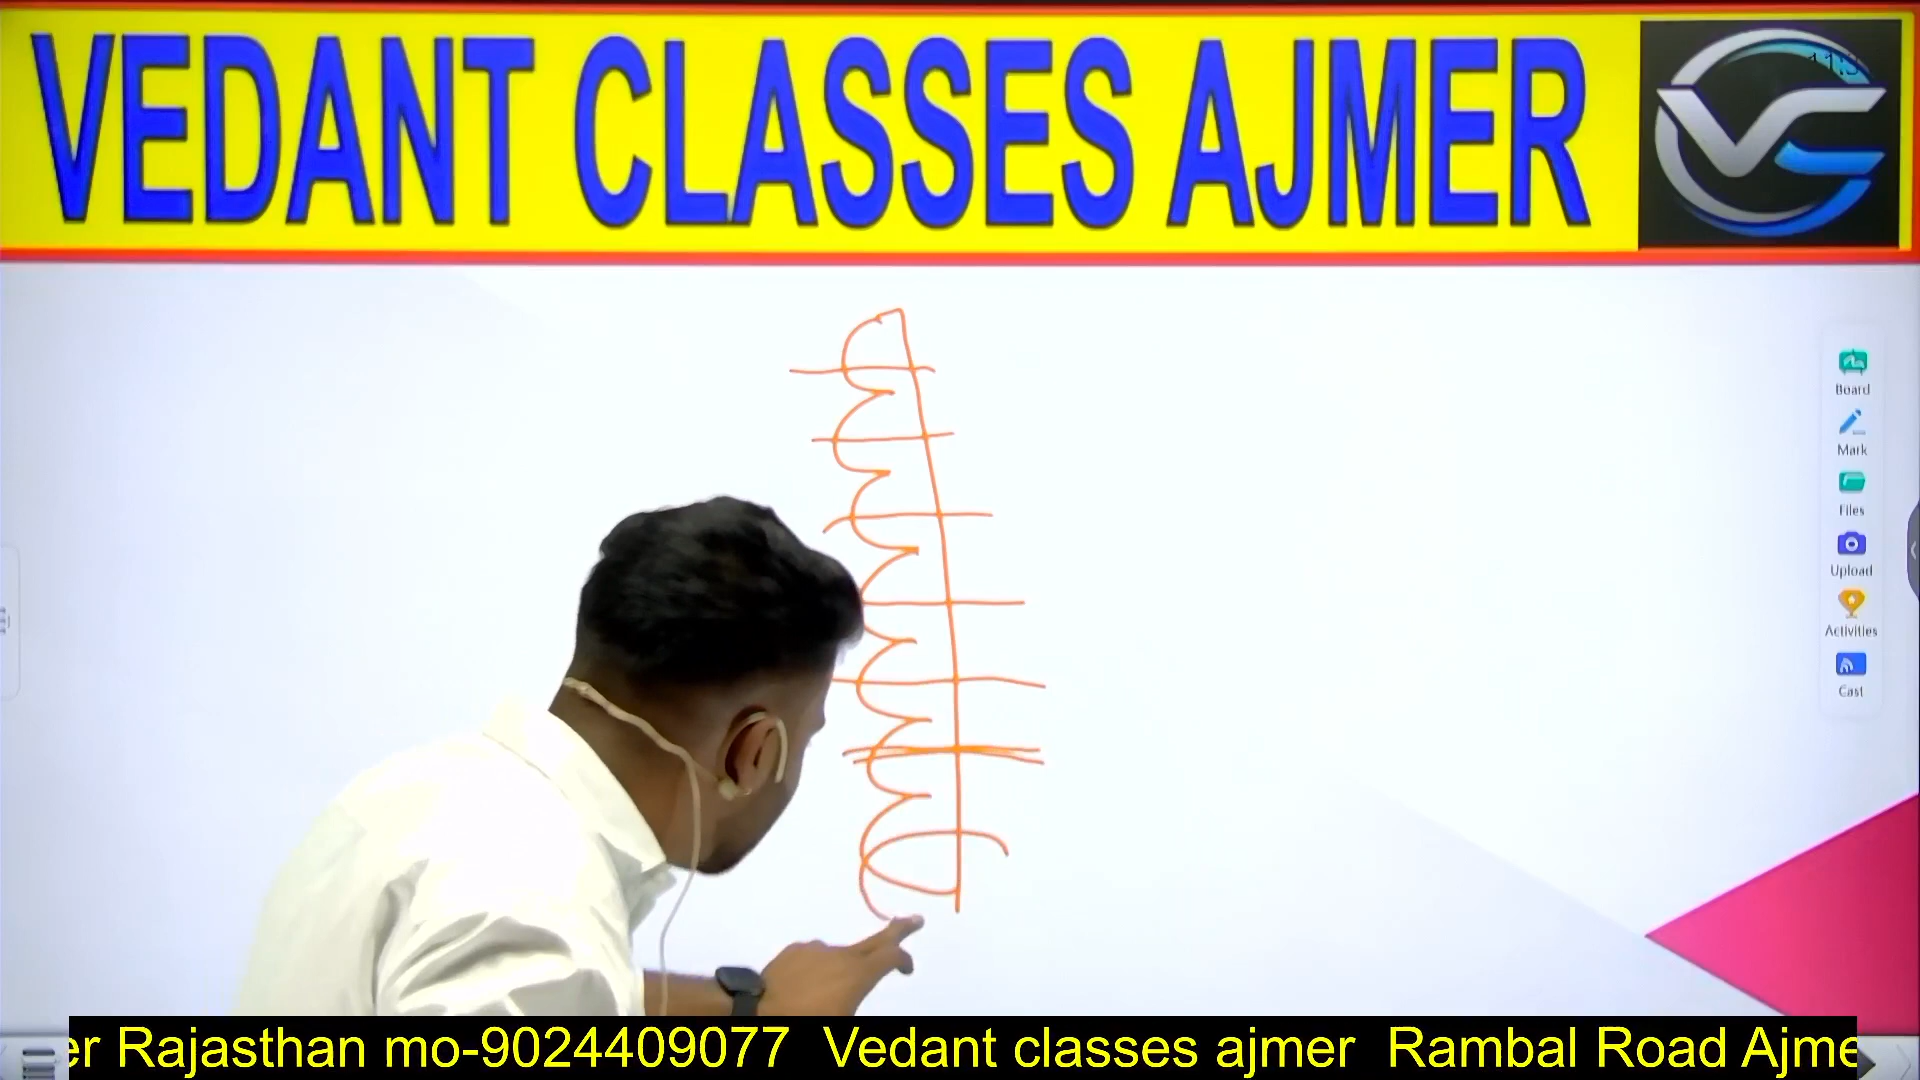 VEDANT CLASSES AJMER
VC
Board
Mark
Files
Upload
Activities
Cast
er Rajasthan mo-9024409077 Vedant classes ajmer Rambal Road Ajme